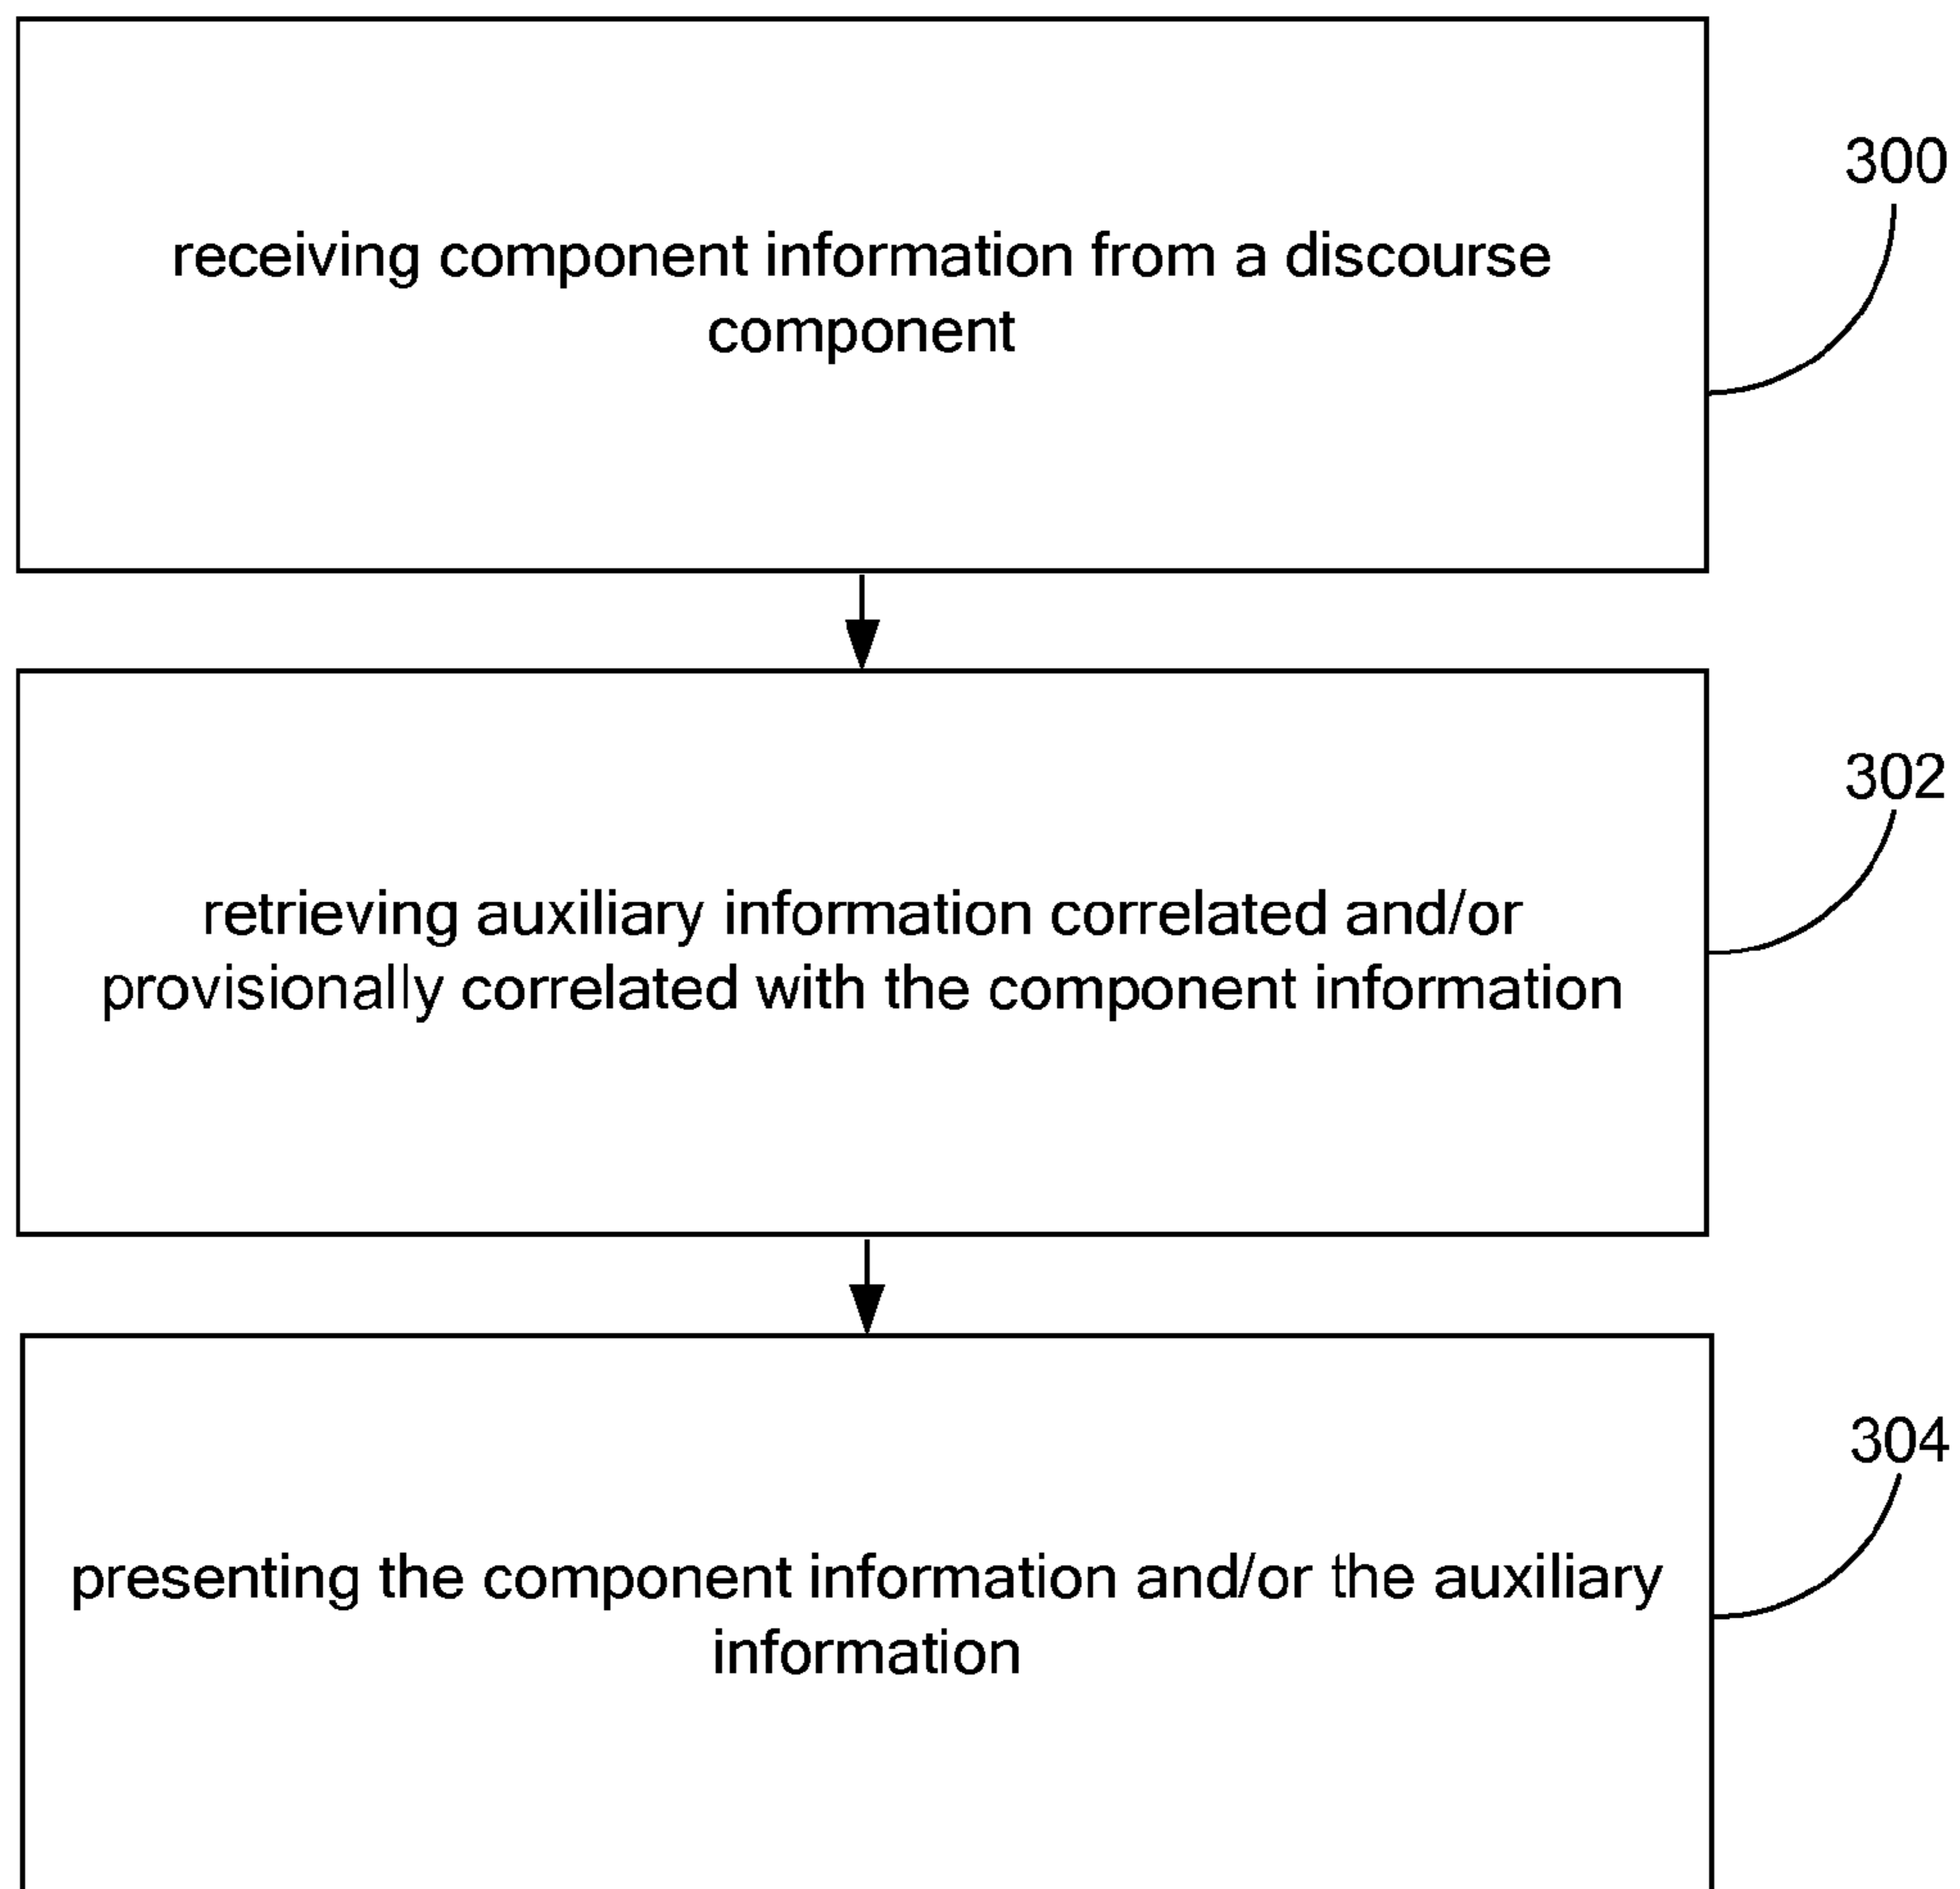 receiving component information from a discourse
component
300
retrieving auxiliary information correlated and/or
provisionally correlated with the component information
302
presenting the component information and/or the auxiliary
information
304